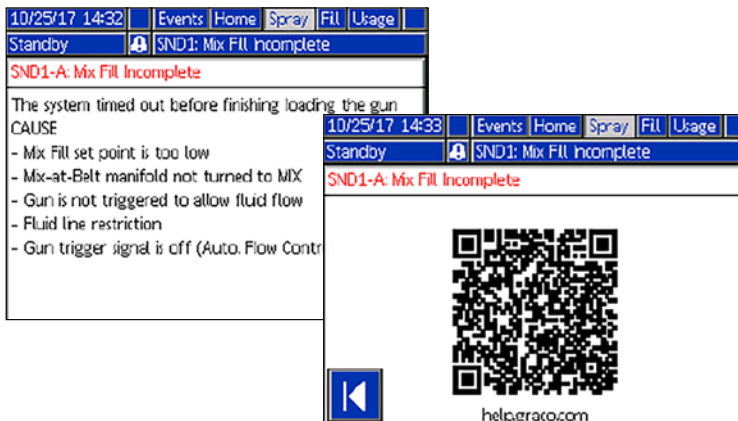 10/25/17 14:32 Events Home Spray Fill Usage
Standby SND1: Mix Fill Incomplete
SND1-A: Mix Fill Incomplete
The system timed out before finishing loading the gun
CAUSE
- Mix Fill set point is too low
- Mix-at-Belt manifold not turned to MIX
- Gun is not triggered to allow fluid flow
- Fluid line restriction
- Gun trigger signal is off (Auto. Flow Contr
10/25/17 14:33 Events Home Spray Fill Usage
Standby SND1: Mix Fill Incomplete
SND1-A: Mix Fill Incomplete
help.graco.com